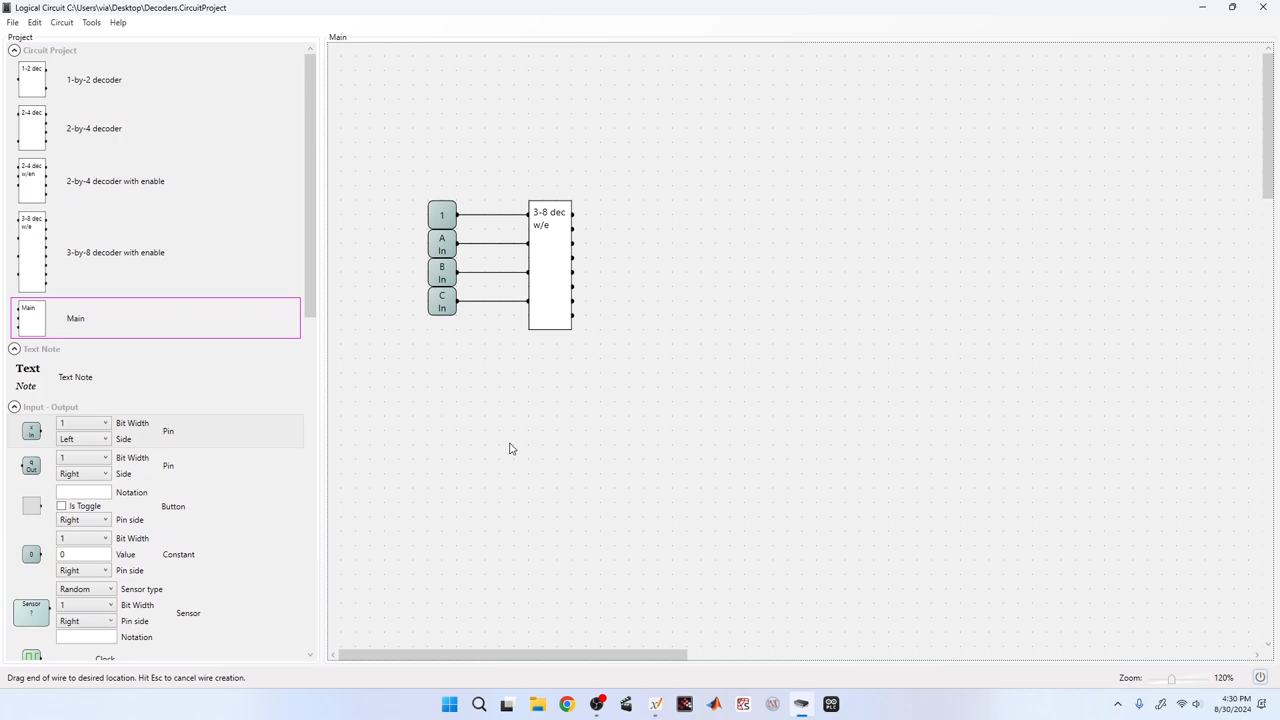 Logical Circuit C:\Users\via\Desktop\Decoders.CircuitProject
File Edit Circuit Tools Help
Project
Circuit Project
1-2 dec
1-by-2 decoder
2-4 dec
2-by-4 decoder
2-4 dec
w/en
2-by-4 decoder with enable
3-8 dec
w/e
3-by-8 decoder with enable
Main
Main
Text Note
Text
Note
Text Note
Input - Output
x
In
1 Bit Width
Left Side
Pin
q
Out
1 Bit Width
Right Side
Pin
Notation
Is Toggle
Right Pin side
Button
0
1 Bit Width
0 Value
Right Pin side
Constant
Sensor
?
Random Sensor type
1 Bit Width
Right Pin side
Notation
Sensor
Clock
Main
1
A
In
B
In
C
In
3-8 dec
w/e
Drag end of wire to desired location. Hit Esc to cancel wire creation.
Zoom: 120%
PLC
4:30 PM
8/30/2024